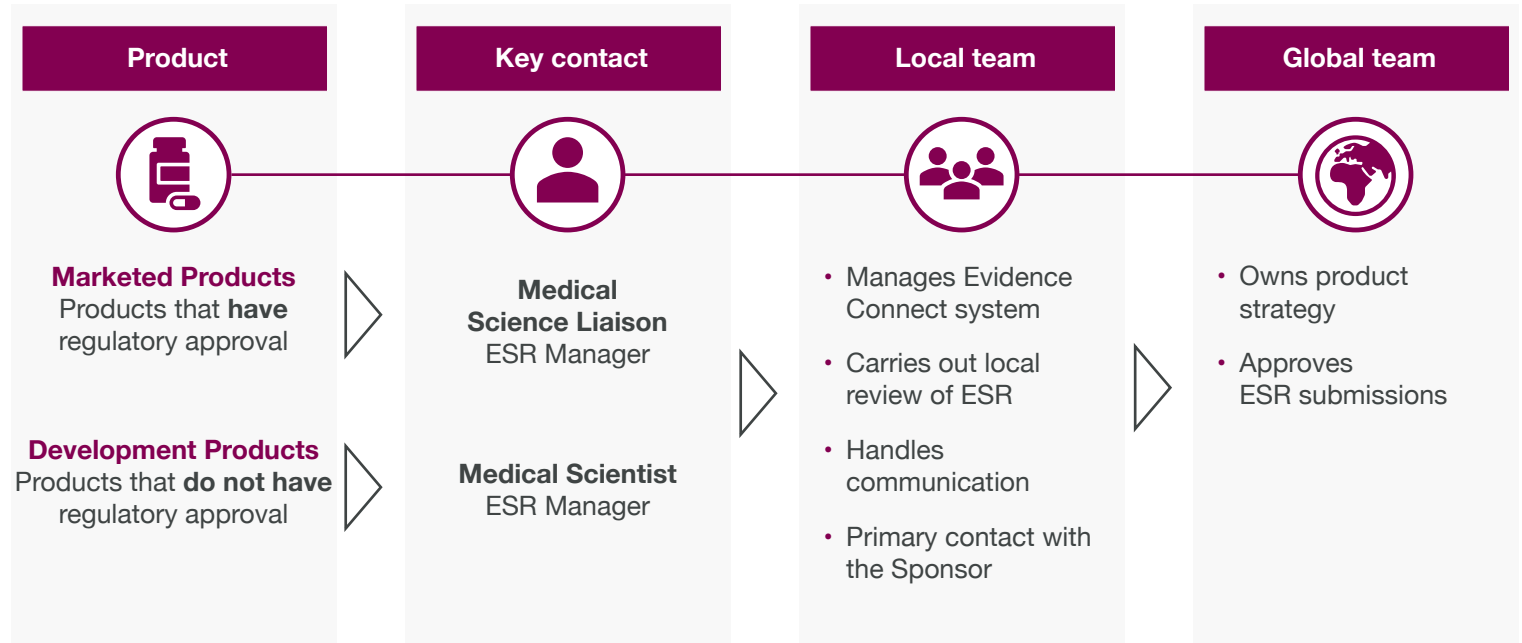 Product
Marketed Products
Products that have
regulatory approval
Development Products
Products that do not have
regulatory approval
Key contact
Medical
Science Liaison
ESR Manager
Medical Scientist
ESR Manager
Local team
• Manages Evidence
Connect system
• Carries out local
review of ESR
• Handles
communication
• Primary contact with
the Sponsor
Global team
• Owns product
strategy
• Approves
ESR submissions